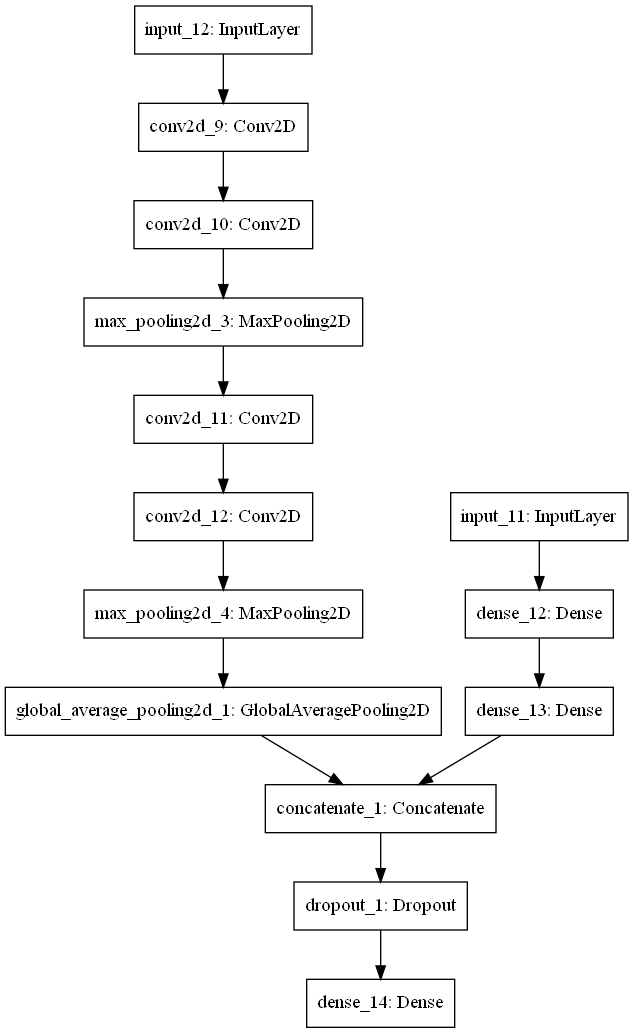 input_12: InputLayer
conv2d_9: Conv2D
conv2d_10: Conv2D
max_pooling2d_3: MaxPooling2D
conv2d_11: Conv2D
conv2d_12: Conv2D
input_11: InputLayer
max_pooling2d_4: MaxPooling2D
dense_12: Dense
global_average_pooling2d_1: GlobalAveragePooling2D
dense_13: Dense
concatenate_1: Concatenate
dropout_1: Dropout
dense_14: Dense